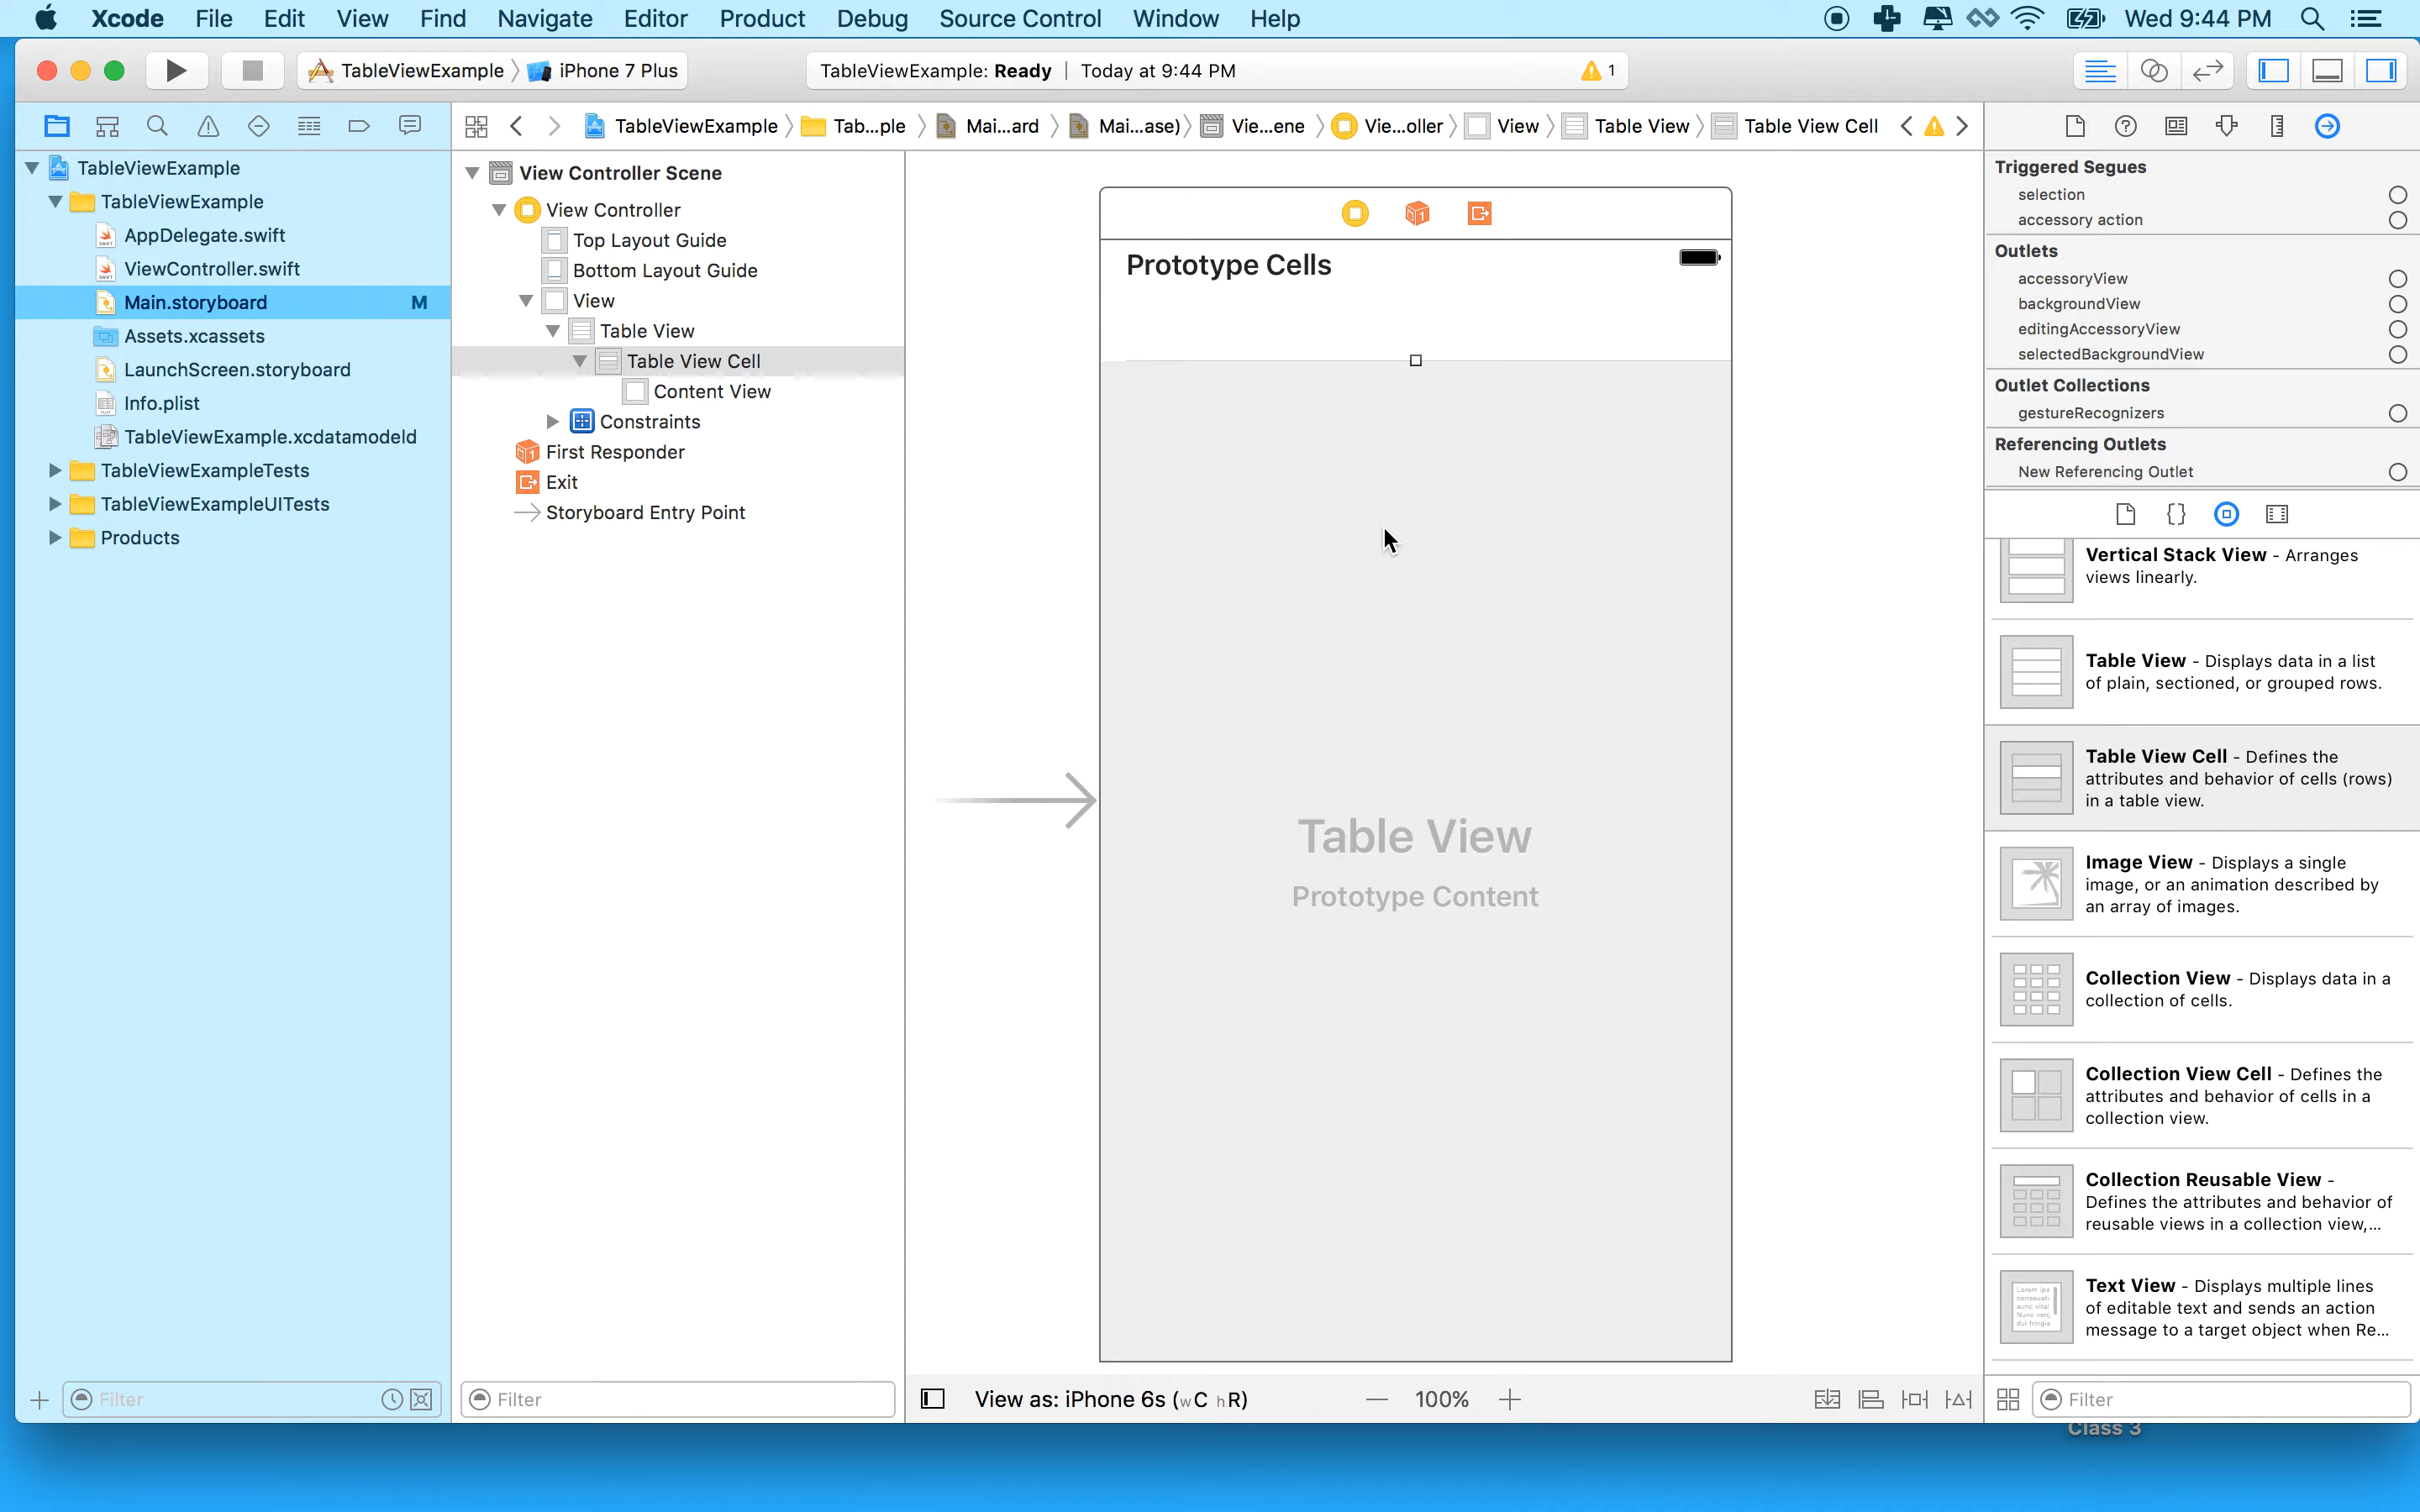 Xcode File Edit View Find Navigate Editor Product Debug Source Control Window Help Wed 9:44 PM
TableViewExample iPhone 7 Plus TableViewExample: Ready | Today at 9:44 PM 1
TableViewExample Tab...ple Mai...ard Mai...ase) Vie...ene Vie...oller View Table View Table View Cell
TableViewExample
TableViewExample
AppDelegate.swift
ViewController.swift
Main.storyboard M
Assets.xcassets
LaunchScreen.storyboard
Info.plist
TableViewExample.xcdatamodeld
TableViewExampleTests
TableViewExampleUITests
Products
Filter
View Controller Scene
View Controller
Top Layout Guide
Bottom Layout Guide
View
Table View
Table View Cell
Content View
Constraints
First Responder
Exit
Storyboard Entry Point
Filter
Prototype Cells
Table View
Prototype Content
View as: iPhone 6s (wC hR) — 100% +
Triggered Segues
selection
accessory action
Outlets
accessoryView
backgroundView
editingAccessoryView
selectedBackgroundView
Outlet Collections
gestureRecognizers
Referencing Outlets
New Referencing Outlet
Vertical Stack View - Arranges
views linearly.
Table View - Displays data in a list
of plain, sectioned, or grouped rows.
Table View Cell - Defines the
attributes and behavior of cells (rows)
in a table view.
Image View - Displays a single
image, or an animation described by
an array of images.
Collection View - Displays data in a
collection of cells.
Collection View Cell - Defines the
attributes and behavior of cells in a
collection view.
Collection Reusable View -
Defines the attributes and behavior of
reusable views in a collection view,...
Text View - Displays multiple lines
of editable text and sends an action
message to a target object when Re...
Filter
Class 3